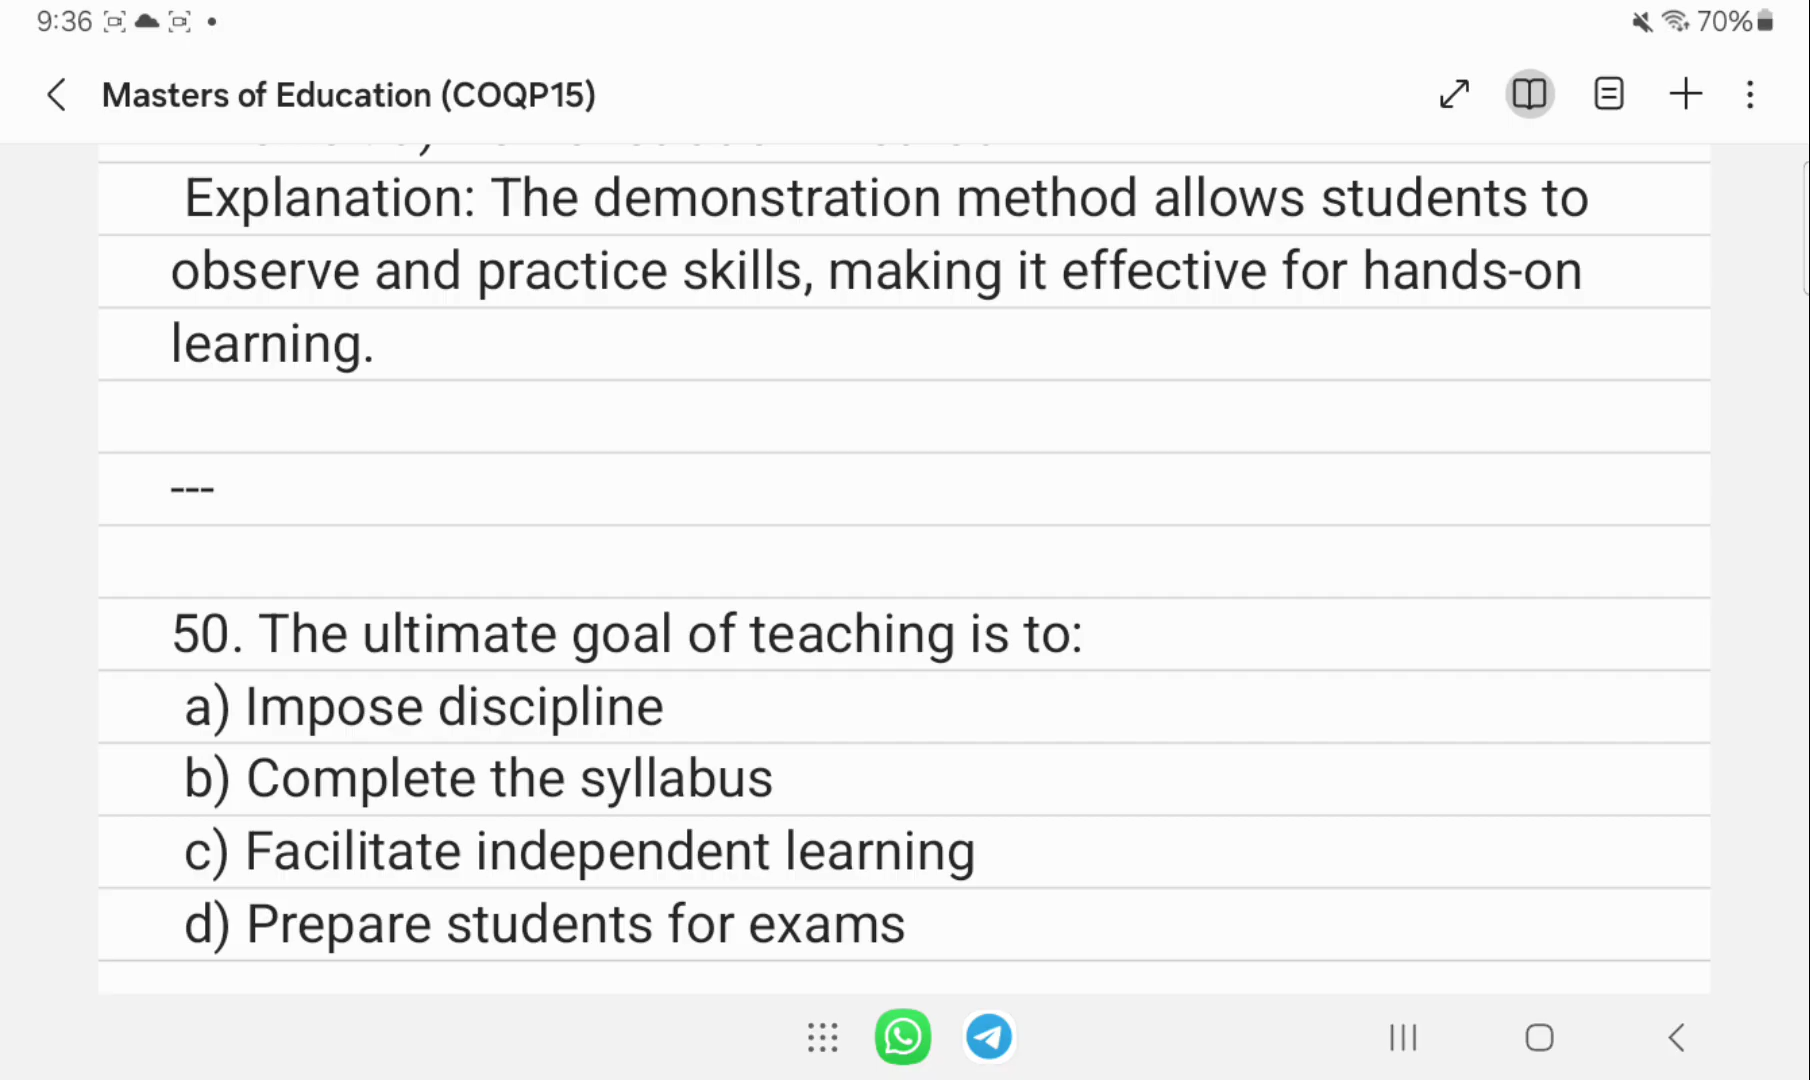 9:36
70%
Masters of Education (COQP15)
Explanation: The demonstration method allows students to
observe and practice skills, making it effective for hands-on
learning.
---
50. The ultimate goal of teaching is to:
a) Impose discipline
b) Complete the syllabus
c) Facilitate independent learning
d) Prepare students for exams